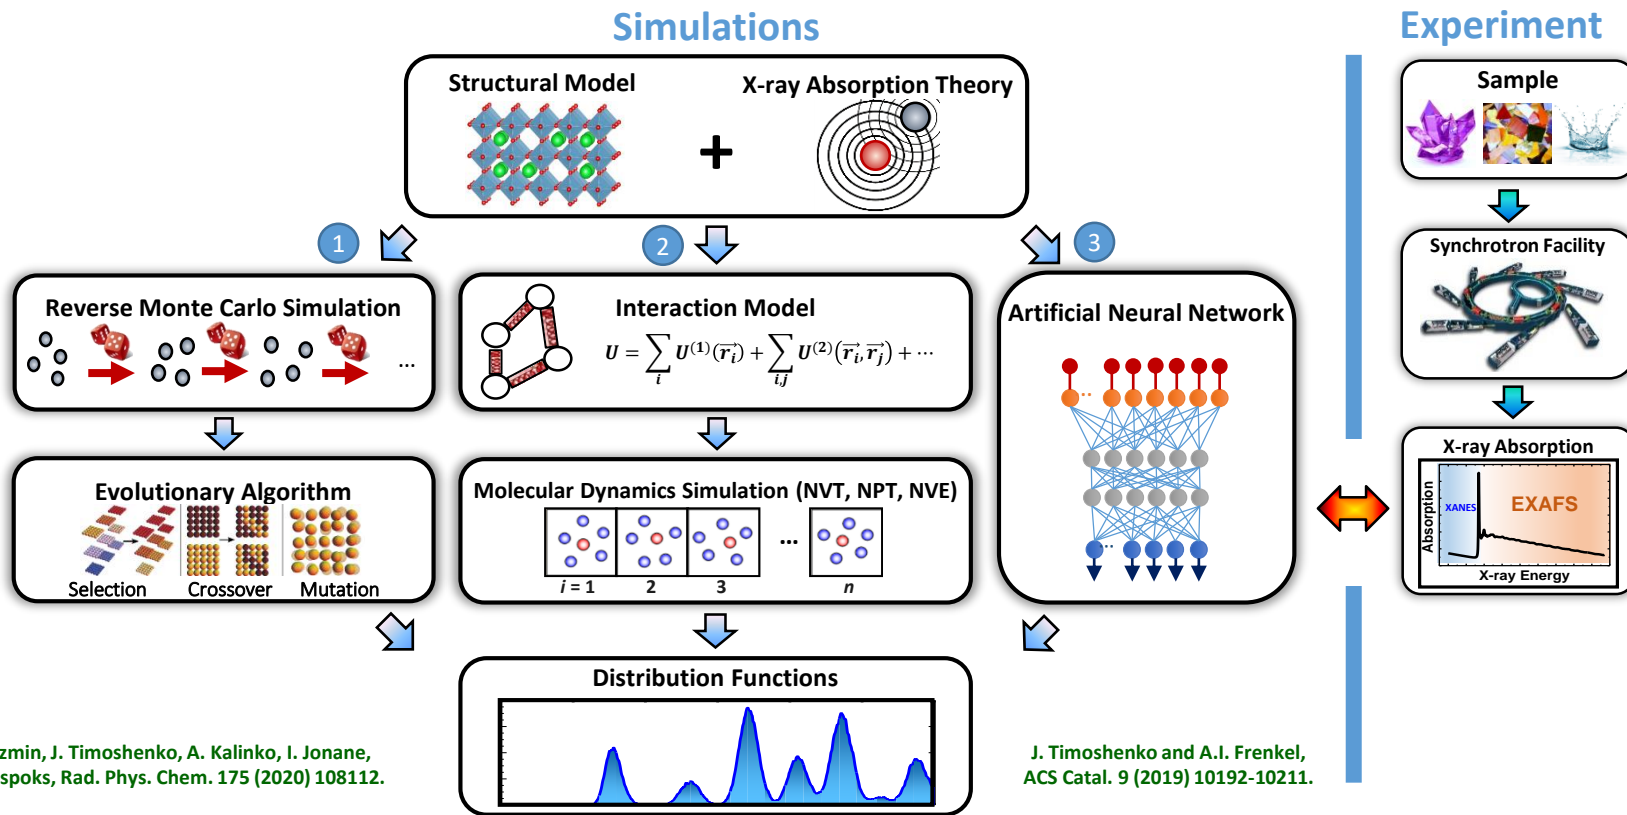 Simulations
Experiment
Structural Model
X-ray Absorption Theory
+
Sample
1
2
3
Synchrotron Facility
Reverse Monte Carlo Simulation
...
Interaction Model
U = ∑ U⁽¹⁾(r⃗ᵢ) + ∑ U⁽²⁾(r⃗ᵢ, r⃗ⱼ) + ⋯
i
i,j
Artificial Neural Network
...
X-ray Absorption
Absorption
XANES
EXAFS
X-ray Energy
Evolutionary Algorithm
Selection
Crossover
Mutation
Molecular Dynamics Simulation (NVT, NPT, NVE)
...
i = 1
2
3
n
...
Distribution Functions
zmin, J. Timoshenko, A. Kalinko, I. Jonane,
spoks, Rad. Phys. Chem. 175 (2020) 108112.
J. Timoshenko and A.I. Frenkel,
ACS Catal. 9 (2019) 10192-10211.